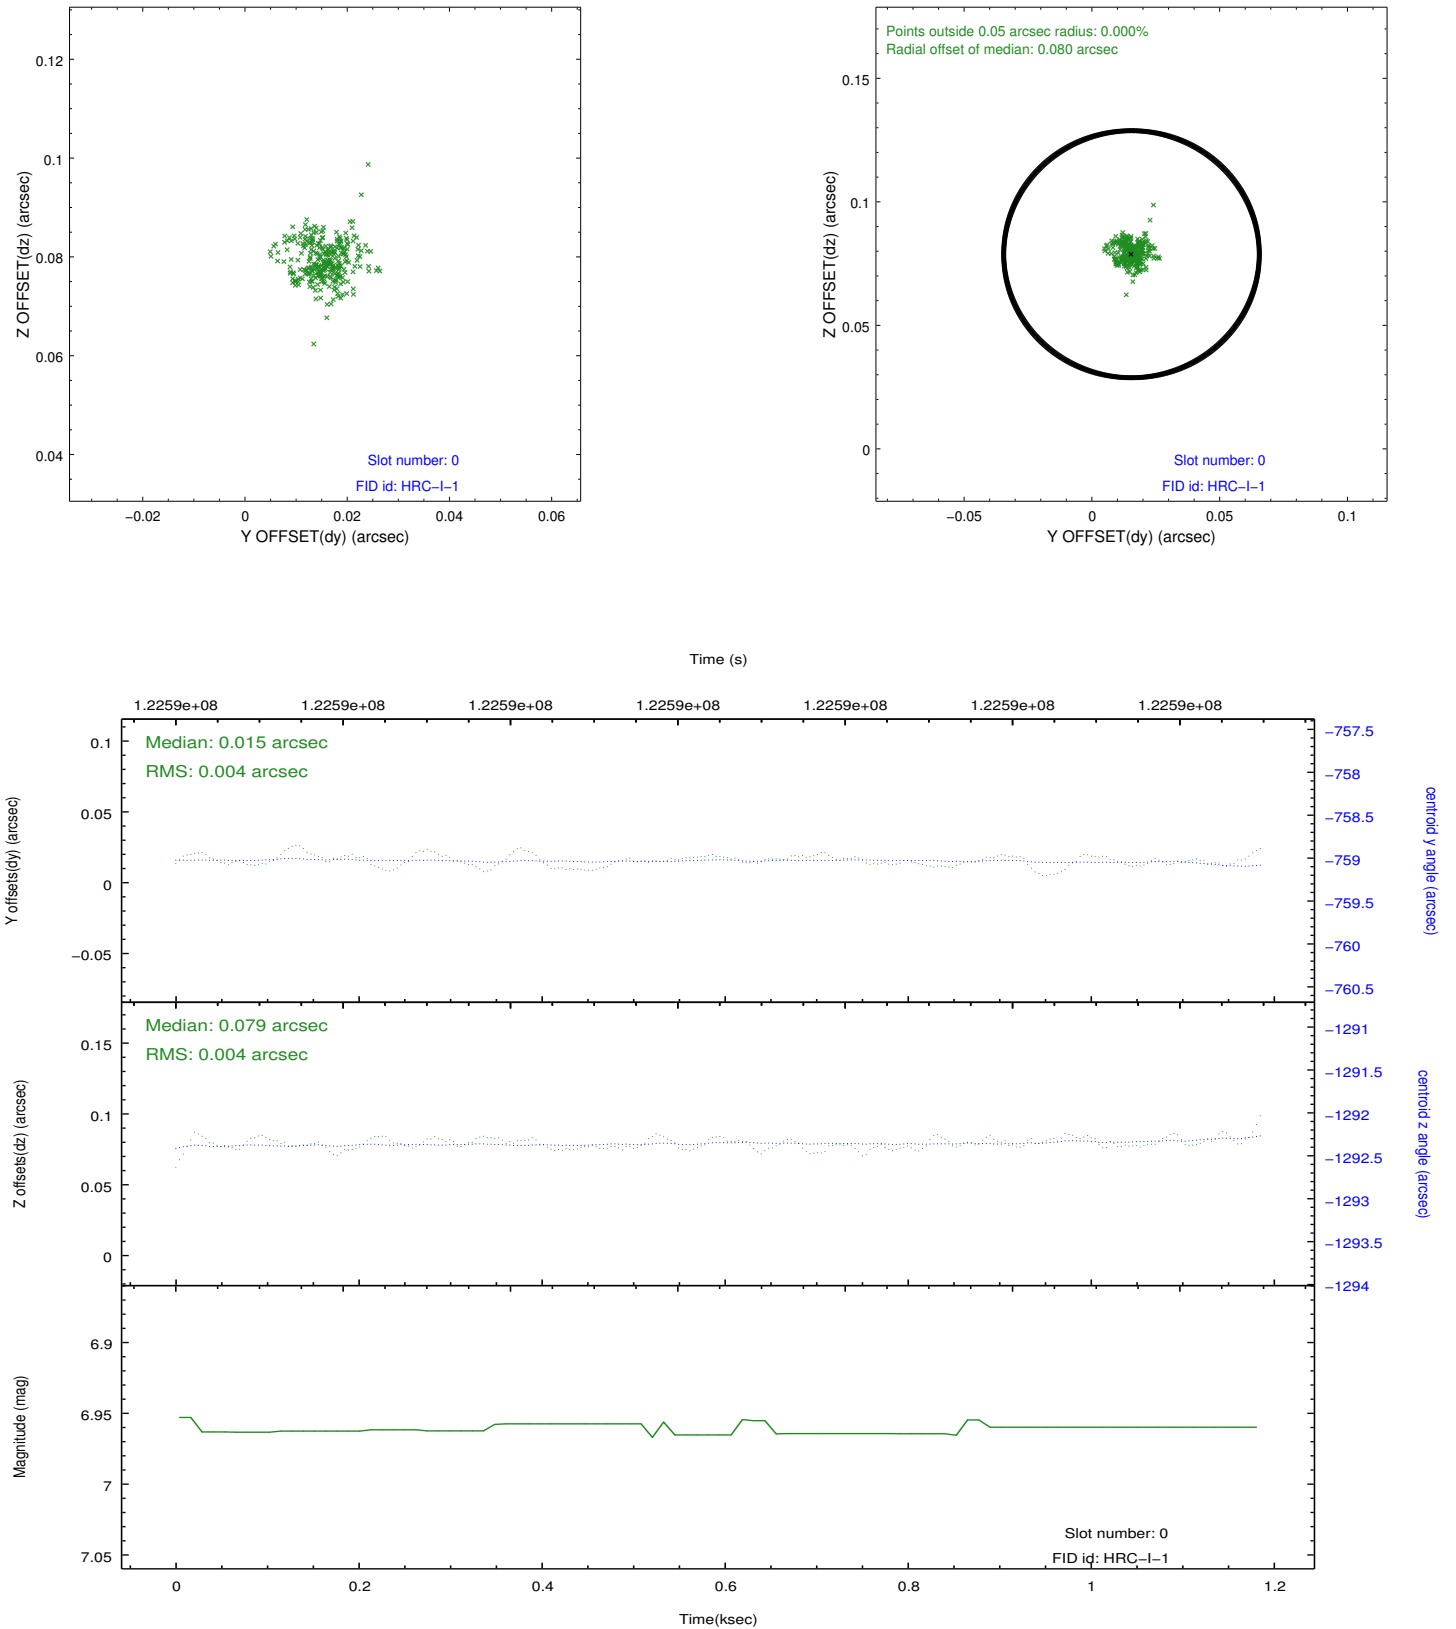 0.12
0.1
0.08
0.06
0.04
Z OFFSET(dz) (arcsec)
Slot number: 0
FID id: HRC−I−1
−0.02
0
0.02
0.04
0.06
Y OFFSET(dy) (arcsec)
Points outside 0.05 arcsec radius: 0.000%
Radial offset of median: 0.080 arcsec
0.15
0.1
0.05
0
Z OFFSET(dz) (arcsec)
Slot number: 0
FID id: HRC−I−1
−0.05
0
0.05
0.1
Y OFFSET(dy) (arcsec)
Time (s)
1.2259e+08
1.2259e+08
1.2259e+08
1.2259e+08
1.2259e+08
1.2259e+08
1.2259e+08
Median: 0.015 arcsec
RMS: 0.004 arcsec
0.1
0.05
0
−0.05
Y offsets(dy) (arcsec)
−757.5
−758
−758.5
−759
−759.5
−760
−760.5
centroid y angle (arcsec)
Median: 0.079 arcsec
RMS: 0.004 arcsec
0.15
0.1
0.05
0
Z offsets(dz) (arcsec)
−1291
−1291.5
−1292
−1292.5
−1293
−1293.5
−1294
centroid z angle (arcsec)
6.9
6.95
7
7.05
Magnitude (mag)
Slot number: 0
FID id: HRC−I−1
0
0.2
0.4
0.6
0.8
1
1.2
Time(ksec)